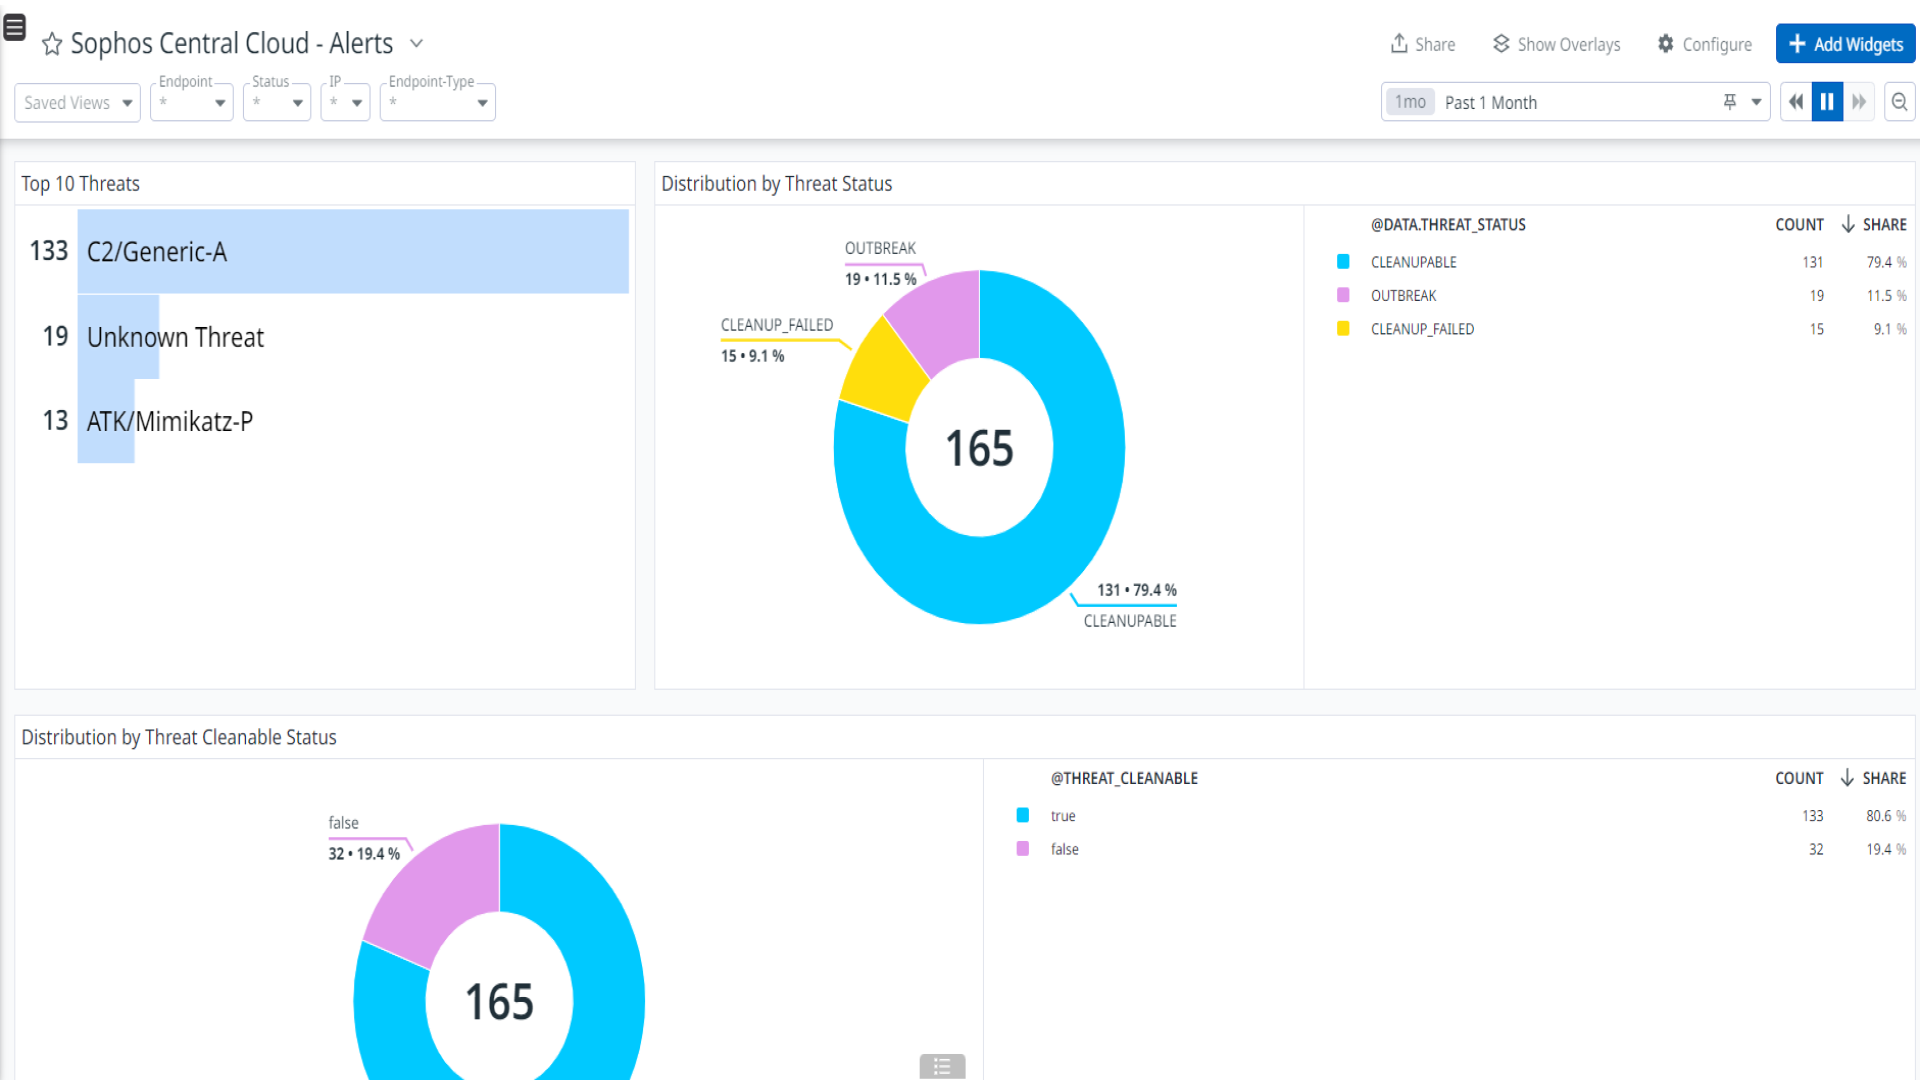 Sophos Central Cloud - Alerts
Share
Show Overlays
Configure
+ Add Widgets
Saved Views
Endpoint
*
Status
*
IP
*
Endpoint-Type
*
1mo Past 1 Month
Top 10 Threats
133 C2/Generic-A
19 Unknown Threat
13 ATK/Mimikatz-P
Distribution by Threat Status
OUTBREAK
19 • 11.5 %
CLEANUP_FAILED
15 • 9.1 %
165
131 • 79.4 %
CLEANUPABLE
@DATA.THREAT_STATUS COUNT ↓ SHARE
CLEANUPABLE 131 79.4 %
OUTBREAK 19 11.5 %
CLEANUP_FAILED 15 9.1 %
Distribution by Threat Cleanable Status
false
32 • 19.4 %
165
@THREAT_CLEANABLE COUNT ↓ SHARE
true 133 80.6 %
false 32 19.4 %